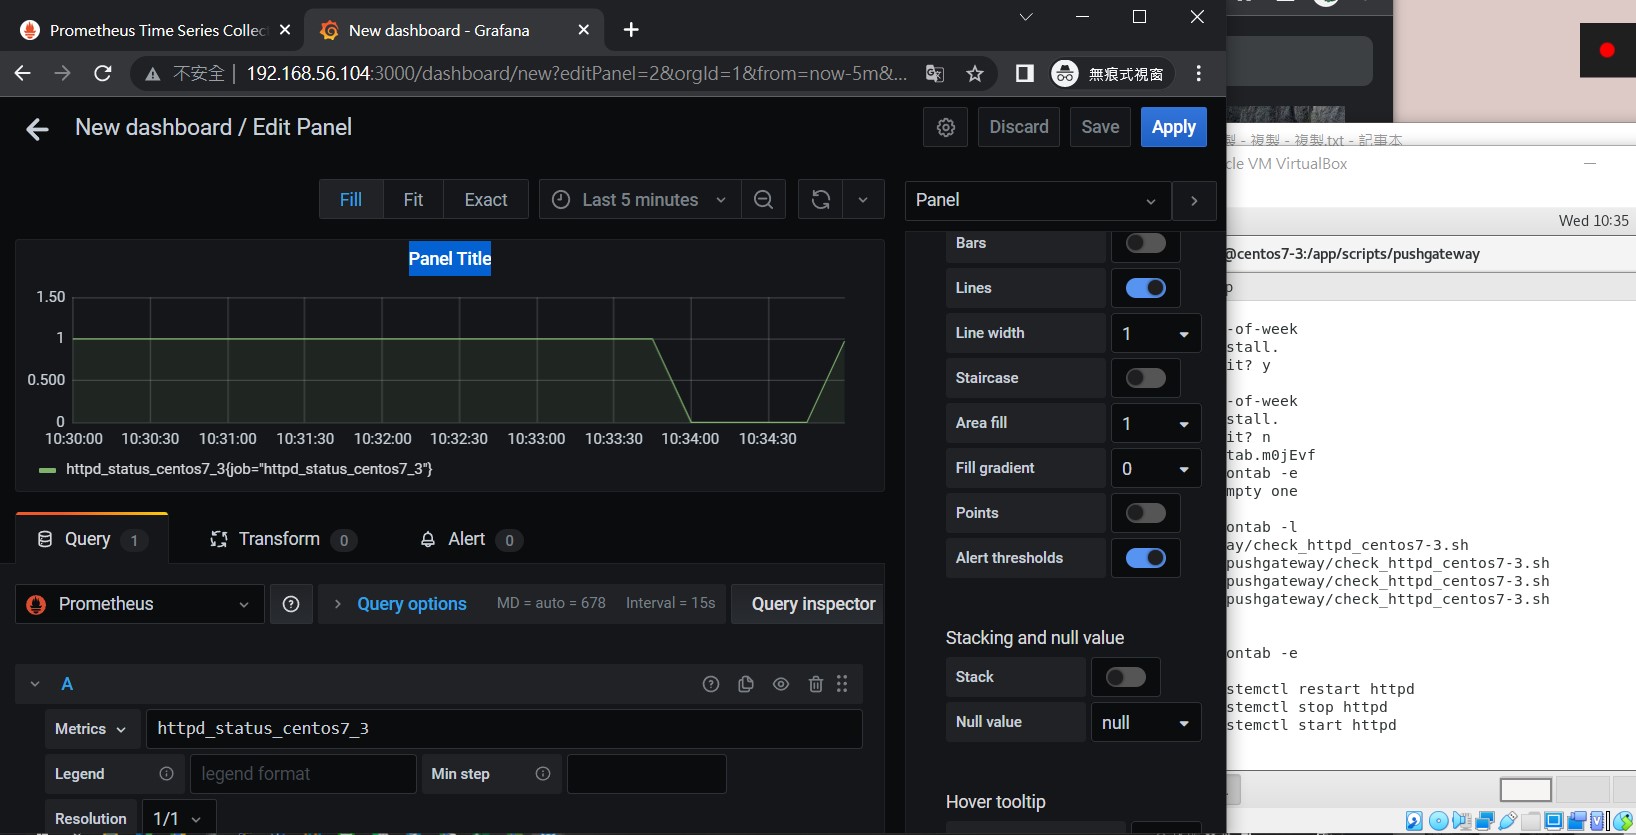 Prometheus Time Series Collect
New dashboard - Grafana
不安全
192.168.56.104:3000/dashboard/new?editPanel=2&orgId=1&from=now-5m&...
無痕式視窗
New dashboard / Edit Panel
Discard
Save
Apply
Fill
Fit
Exact
Last 5 minutes
Panel Title
1.50
1
0.500
0
10:30:00 10:30:30 10:31:00 10:31:30 10:32:00 10:32:30 10:33:00 10:33:30 10:34:00 10:34:30
httpd_status_centos7_3{job="httpd_status_centos7_3"}
Query 1
Transform 0
Alert 0
Prometheus
Query options
MD = auto = 678
Interval = 15s
Query inspector
A
Metrics
httpd_status_centos7_3
Legend
legend format
Min step
Resolution
1/1
Panel
Bars
Lines
Line width 1
Staircase
Area fill 1
Fill gradient 0
Points
Alert thresholds
Stacking and null value
Stack
Null value null
Hover tooltip
- 複製 - 複製.txt - 記事本
cle VM VirtualBox
Wed 10:35
@centos7-3:/app/scripts/pushgateway
-of-week
stall.
it? y
-of-week
stall.
it? n
tab.m0jEvf
ontab -e
mpty one
ontab -l
ay/check_httpd_centos7-3.sh
pushgateway/check_httpd_centos7-3.sh
pushgateway/check_httpd_centos7-3.sh
pushgateway/check_httpd_centos7-3.sh
ontab -e
stemctl restart httpd
stemctl stop httpd
stemctl start httpd